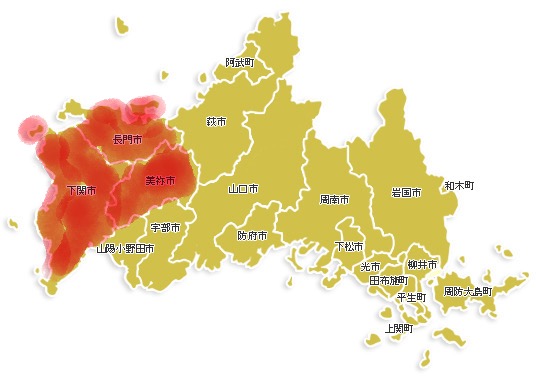 阿武町
萩市
長門市
美祢市
下関市
山口市
周南市
岩国市
和木町
宇部市
防府市
山陽小野田市
下松市
光市
柳井市
田布施町
平生町
周防大島町
上関町